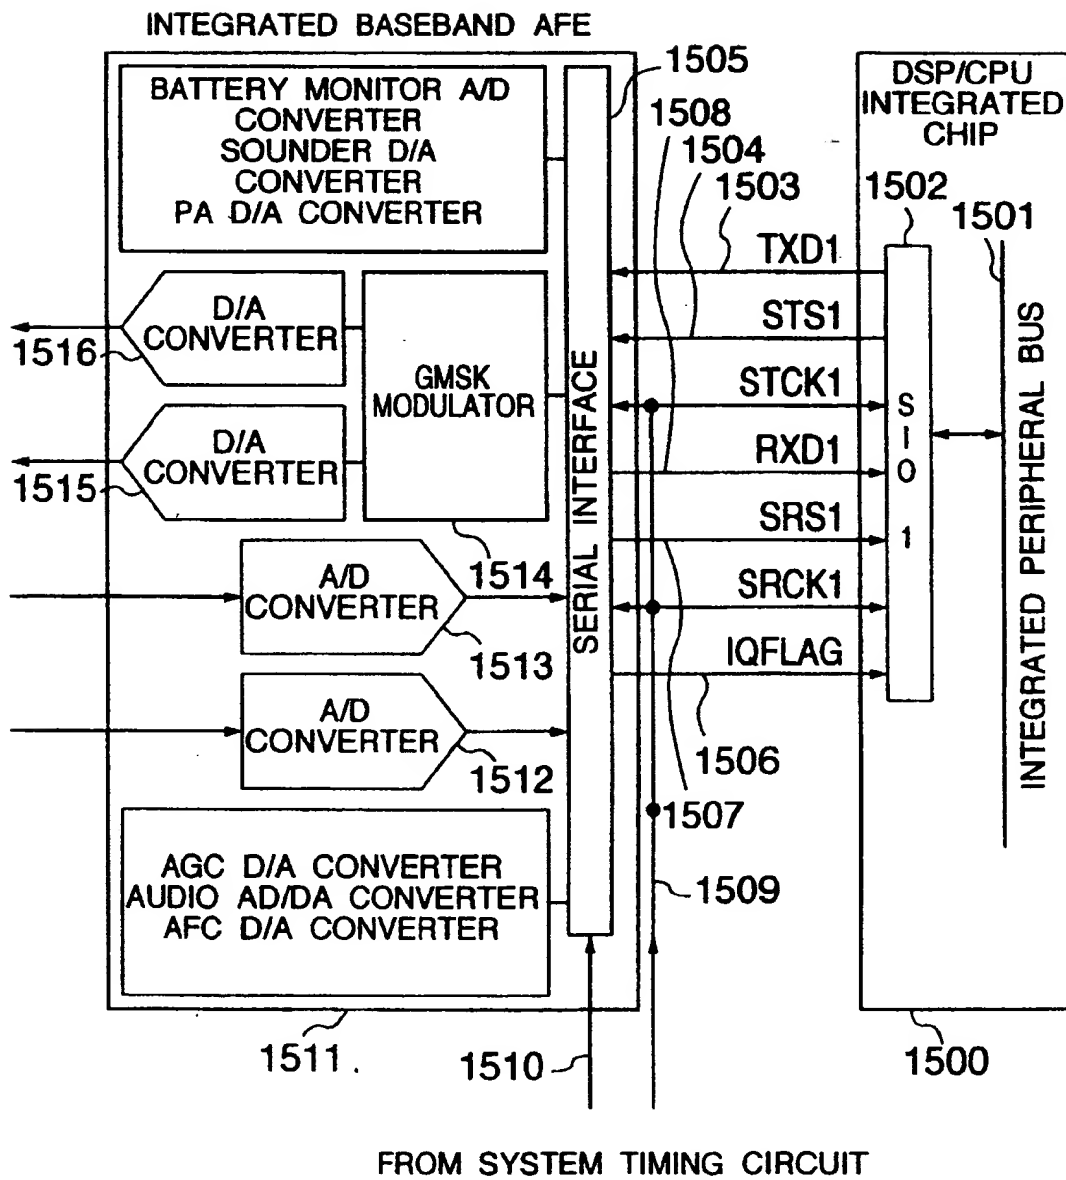 INTEGRATED BASEBAND AFE
BATTERY MONITOR A/D
CONVERTER
SOUNDER D/A
CONVERTER
PA D/A CONVERTER
D/A
CONVERTER
1516
D/A
CONVERTER
1515
GMSK
MODULATOR
1514
A/D
CONVERTER
1513
A/D
CONVERTER
1512
AGC D/A CONVERTER
AUDIO AD/DA CONVERTER
AFC D/A CONVERTER
1511
SERIAL INTERFACE
1505
1508
1504
1503
TXD1
STS1
STCK1
RXD1
SRS1
SRCK1
IQFLAG
1506
1507
1509
1510
DSP/CPU
INTEGRATED
CHIP
1502
1501
SIO 1
INTEGRATED PERIPHERAL BUS
1500
FROM SYSTEM TIMING CIRCUIT